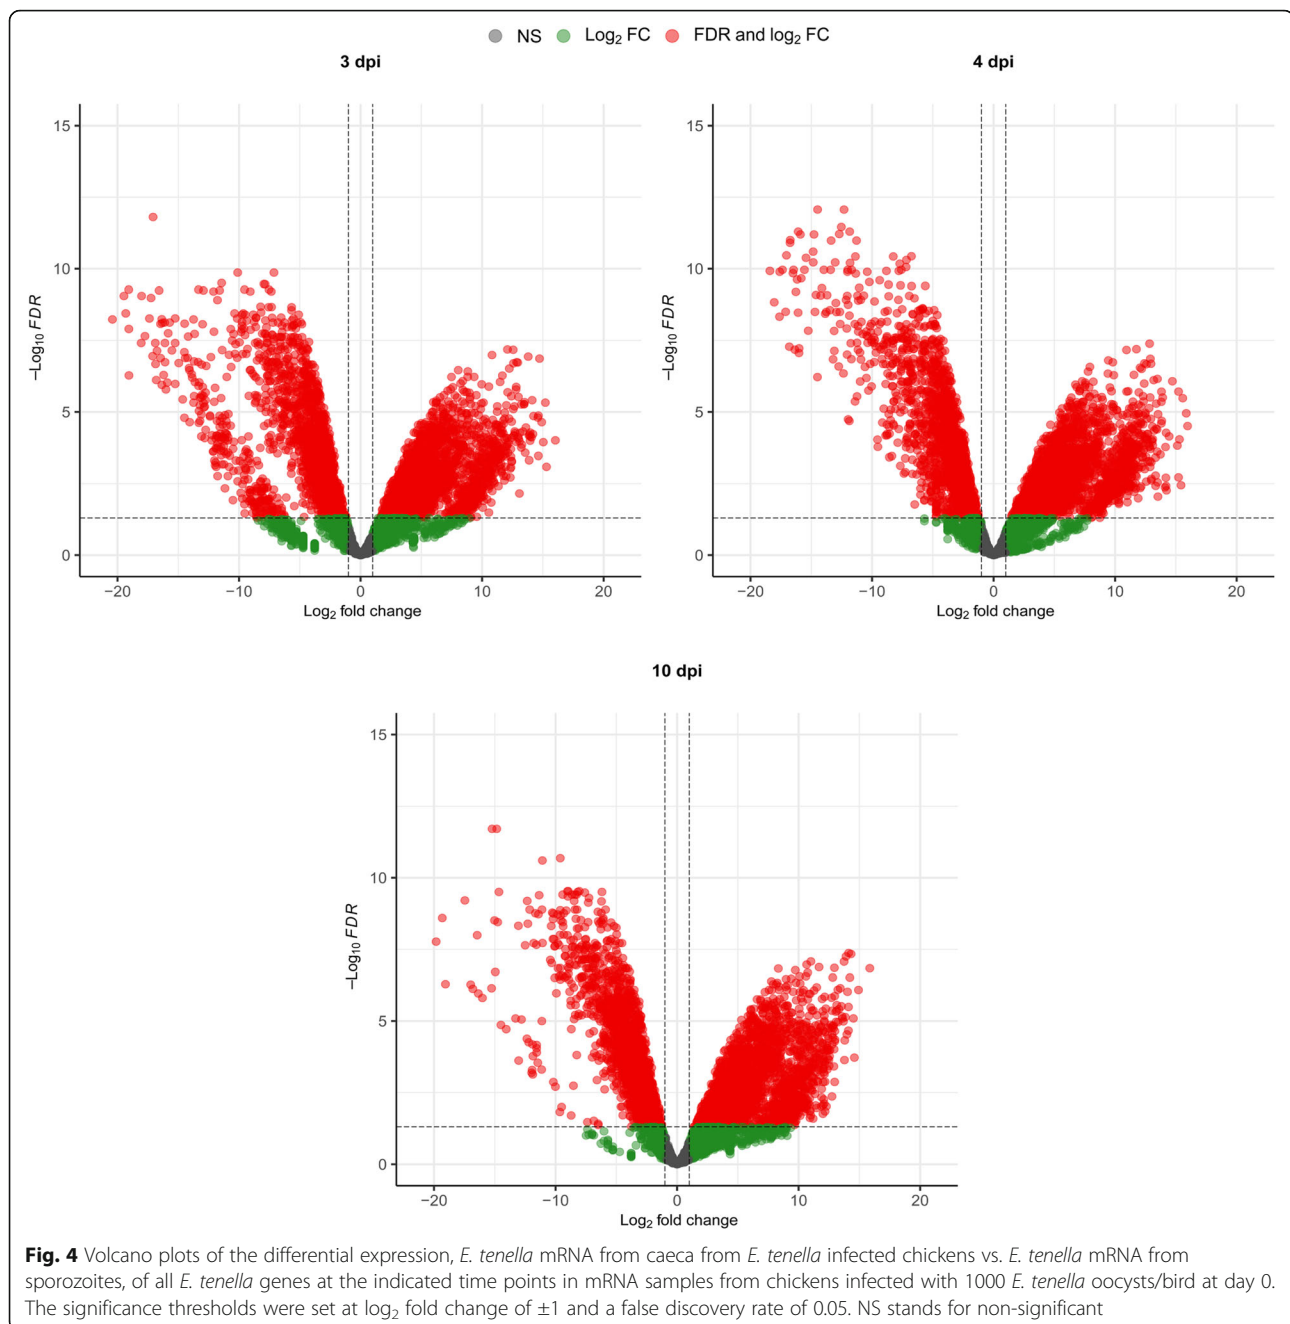 NS Log₂ FC FDR and log₂ FC
3 dpi
4 dpi
15
10
5
0
−Log₁₀ FDR
−20 −10 0 10 20
Log₂ fold change
15
10
5
0
−Log₁₀ FDR
−20 −10 0 10 20
Log₂ fold change
10 dpi
15
10
5
0
−Log₁₀ FDR
−20 −10 0 10 20
Log₂ fold change
Fig. 4 Volcano plots of the differential expression, E. tenella mRNA from caeca from E. tenella infected chickens vs. E. tenella mRNA from
sporozoites, of all E. tenella genes at the indicated time points in mRNA samples from chickens infected with 1000 E. tenella oocysts/bird at day 0.
The significance thresholds were set at log₂ fold change of ±1 and a false discovery rate of 0.05. NS stands for non-significant